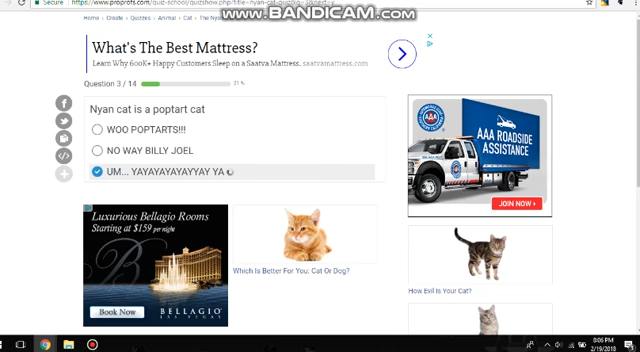 https://www.proprofs.com/quiz-school/quizshow.php?title=nyan-cat-quiz
www.BANDICAM.com
Home › Create › Quizzes › Animal › Cat › The Nyan
What's The Best Mattress?
Learn Why 600K+ Happy Customers Sleep on a Saatva Mattress. saatvamattress.com
Question 3 / 14
21 %
Nyan cat is a poptart cat
WOO POPTARTS!!!
NO WAY BILLY JOEL
UM... YAYAYAYAYAYYAY YA
AAA ROADSIDE
ASSISTANCE
JOIN NOW ›
Luxurious Bellagio Rooms
Starting at $159 per night
Book Now
BELLAGIO
LAS VEGAS
Which Is Better For You: Cat Or Dog?
How Evil Is Your Cat?
8:06 PM
2/19/2018